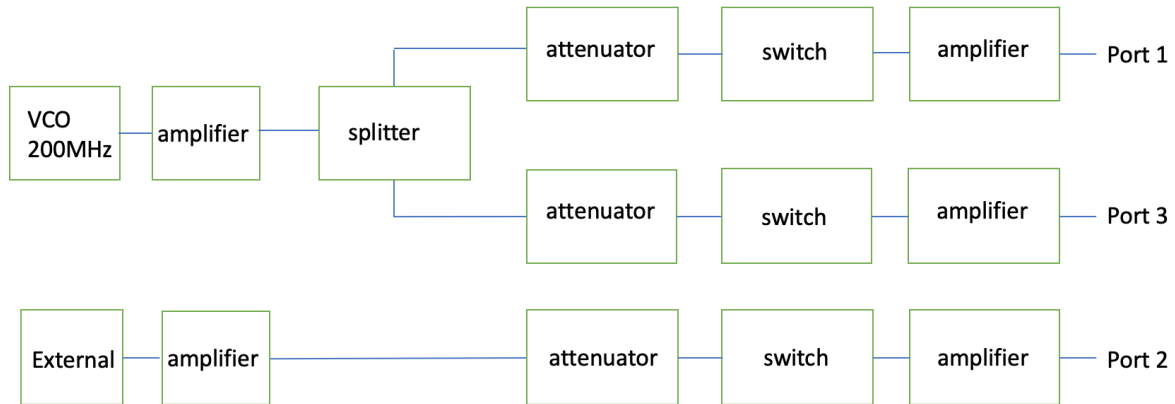 attenuator
switch
amplifier
Port 1
VCO
200MHz
amplifier
splitter
attenuator
switch
amplifier
Port 3
External
amplifier
attenuator
switch
amplifier
Port 2